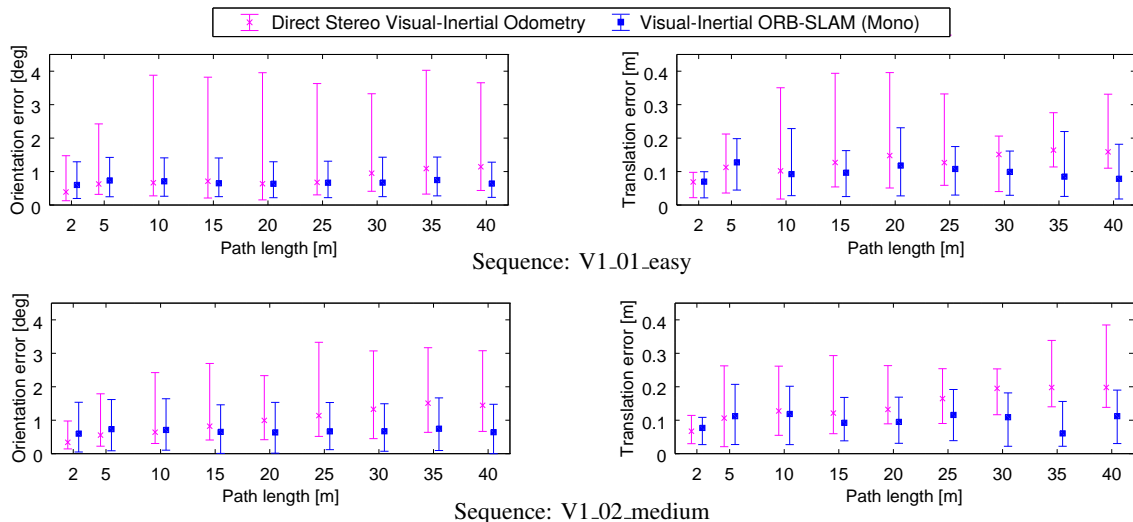 Direct Stereo Visual-Inertial Odometry Visual-Inertial ORB-SLAM (Mono)
Orientation error [deg]
4
3
2
1
0
2 5 10 15 20 25 30 35 40
Path length [m]
Translation error [m]
0.4
0.3
0.2
0.1
0
2 5 10 15 20 25 30 35 40
Path length [m]
Sequence: V1_01_easy
Orientation error [deg]
4
3
2
1
0
2 5 10 15 20 25 30 35 40
Path length [m]
Translation error [m]
0.4
0.3
0.2
0.1
0
2 5 10 15 20 25 30 35 40
Path length [m]
Sequence: V1_02_medium